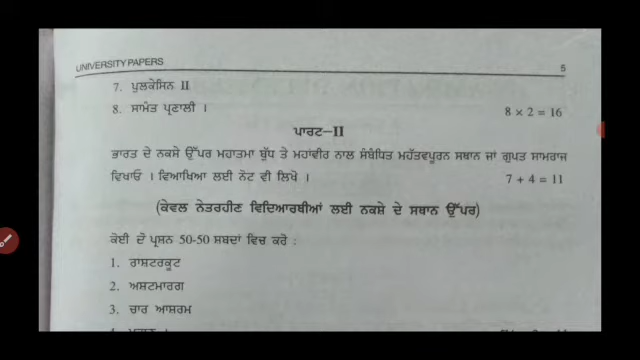 UNIVERSITY PAPERS 5
7. ਪੁਲਕੇਸਿਨ II
8. ਸਾਮੰਤ ਪ੍ਰਣਾਲੀ । 8 × 2 = 16
ਪਾਰਟ–II
ਭਾਰਤ ਦੇ ਨਕਸ਼ੇ ਉੱਪਰ ਮਹਾਤਮਾ ਬੁੱਧ ਤੇ ਮਹਾਂਵੀਰ ਨਾਲ ਸੰਬੰਧਿਤ ਮਹੱਤਵਪੂਰਨ ਸਥਾਨ ਜਾਂ ਗੁਪਤ ਸਾਮਰਾਜ
ਵਿਖਾਓ । ਵਿਆਖਿਆ ਲਈ ਨੋਟ ਵੀ ਲਿਖੋ । 7 + 4 = 11
(ਕੇਵਲ ਨੇਤਰਹੀਣ ਵਿਦਿਆਰਥੀਆਂ ਲਈ ਨਕਸ਼ੇ ਦੇ ਸਥਾਨ ਉੱਪਰ)
ਕੋਈ ਦੋ ਪ੍ਰਸ਼ਨ 50-50 ਸ਼ਬਦਾਂ ਵਿਚ ਕਰੋ :
1. ਰਾਸ਼ਟਰਕੂਟ
2. ਅਸ਼ਟਮਾਰਗ
3. ਚਾਰ ਆਸ਼ਰਮ